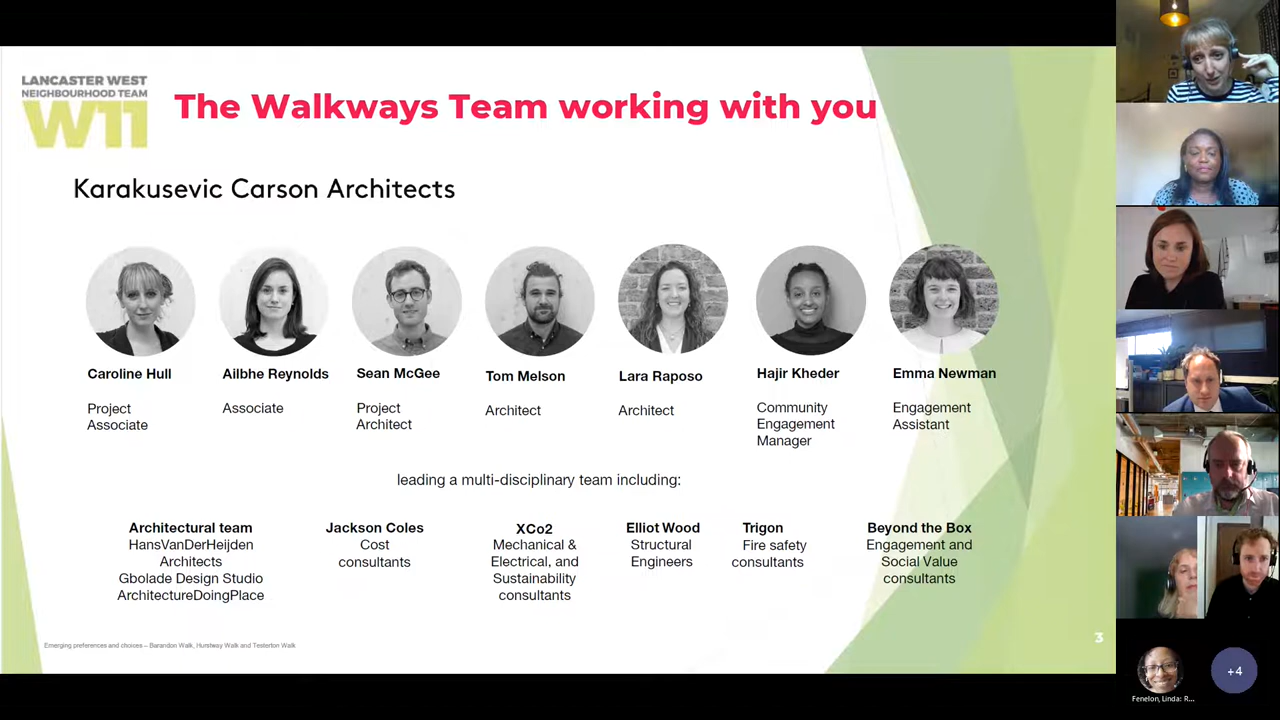 LANCASTER WEST
NEIGHBOURHOOD TEAM
W11
The Walkways Team working with you
Karakusevic Carson Architects
Caroline Hull
Project
Associate
Ailbhe Reynolds
Associate
Sean McGee
Project
Architect
Tom Melson
Architect
Lara Raposo
Architect
Hajir Kheder
Community
Engagement
Manager
Emma Newman
Engagement
Assistant
leading a multi-disciplinary team including:
Architectural team
HansVanDerHeijden
Architects
Gbolade Design Studio
ArchitectureDoingPlace
Jackson Coles
Cost
consultants
XCo2
Mechanical &
Electrical, and
Sustainability
consultants
Elliot Wood
Structural
Engineers
Trigon
Fire safety
consultants
Beyond the Box
Engagement and
Social Value
consultants
Emerging preferences and choices – Barandon Walk, Hurstway Walk and Testerton Walk
3
Fenelon, Linda: R...
+4